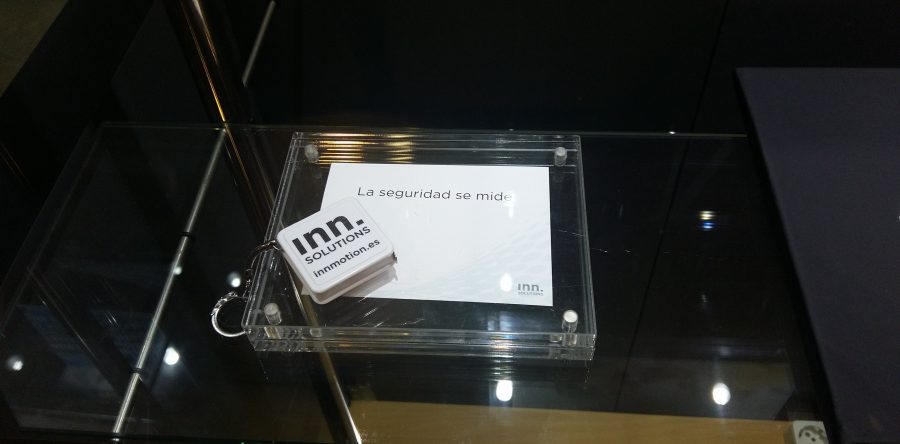 La seguridad se mide
inn.
SOLUTIONS
innmotion.es
inn.
SOLUTIONS